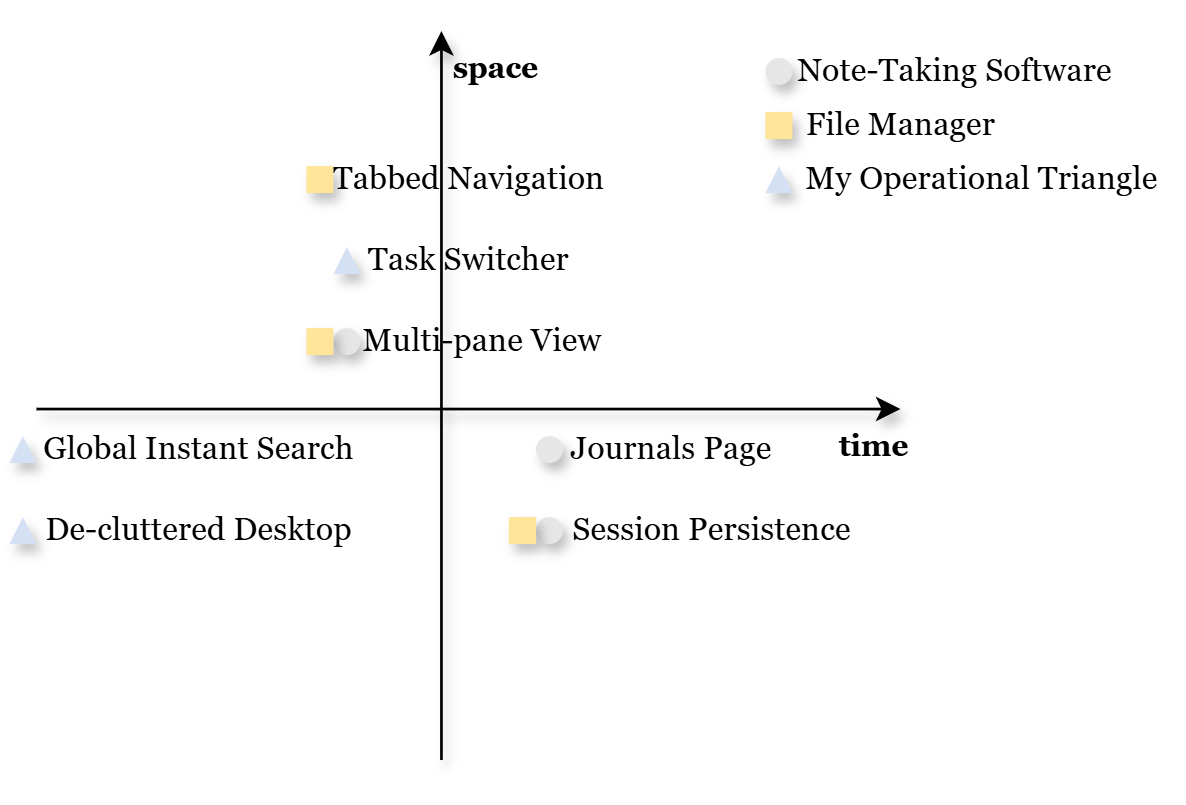 space
Note-Taking Software
File Manager
Tabbed Navigation
My Operational Triangle
Task Switcher
Multi-pane View
time
Global Instant Search
Journals Page
De-cluttered Desktop
Session Persistence